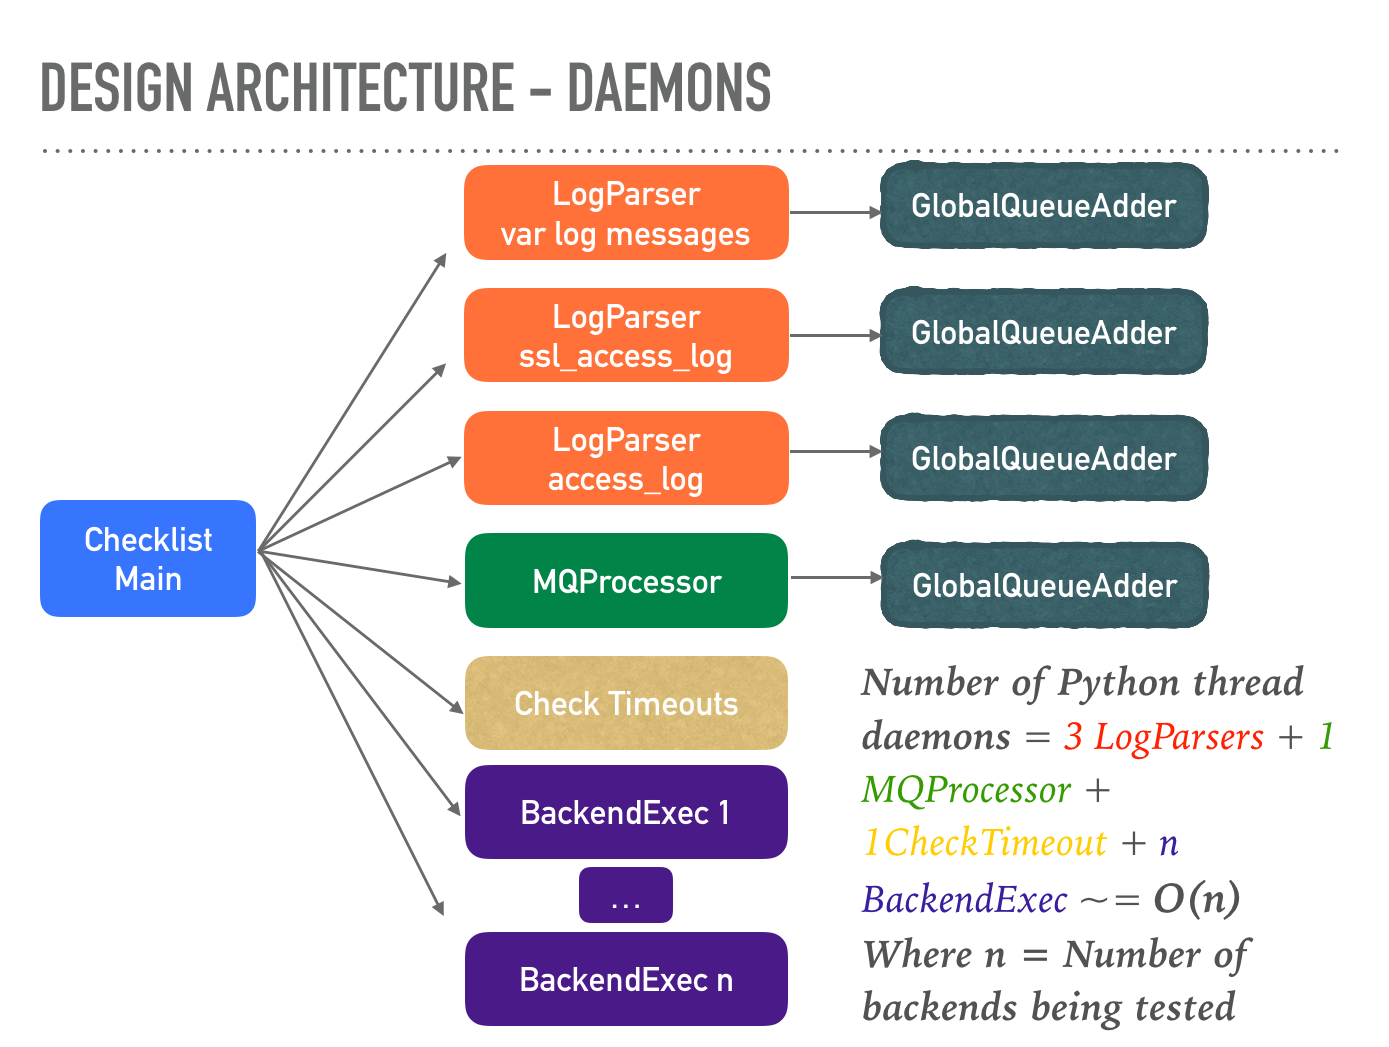 DESIGN ARCHITECTURE – DAEMONS
LogParser
var log messages
GlobalQueueAdder
LogParser
ssl_access_log
GlobalQueueAdder
LogParser
access_log
GlobalQueueAdder
Checklist
Main
MQProcessor
GlobalQueueAdder
Check Timeouts
BackendExec 1
...
BackendExec n
Number of Python thread
daemons = 3 LogParsers + 1
MQProcessor +
1CheckTimeout + n
BackendExec ~= O(n)
Where n = Number of
backends being tested